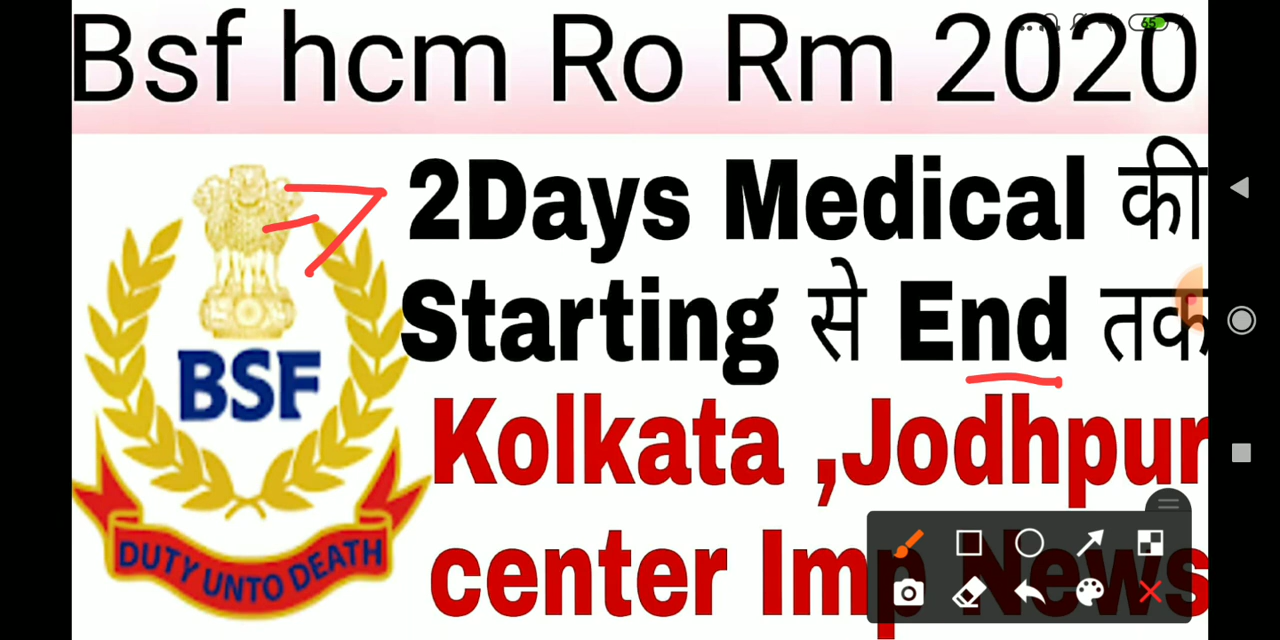 Bsf hcm Ro Rm 2020
65
2Days Medical की
Starting से End तक
BSF
DUTY UNTO DEATH
Kolkata ,Jodhpur
center Imp News